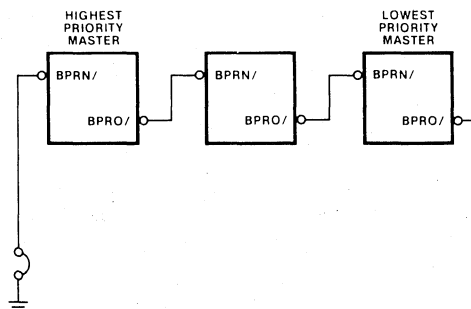 HIGHEST
PRIORITY
MASTER
LOWEST
PRIORITY
MASTER
BPRN/
BPRN/
BPRN/
BPRO/
BPRO/
BPRO/